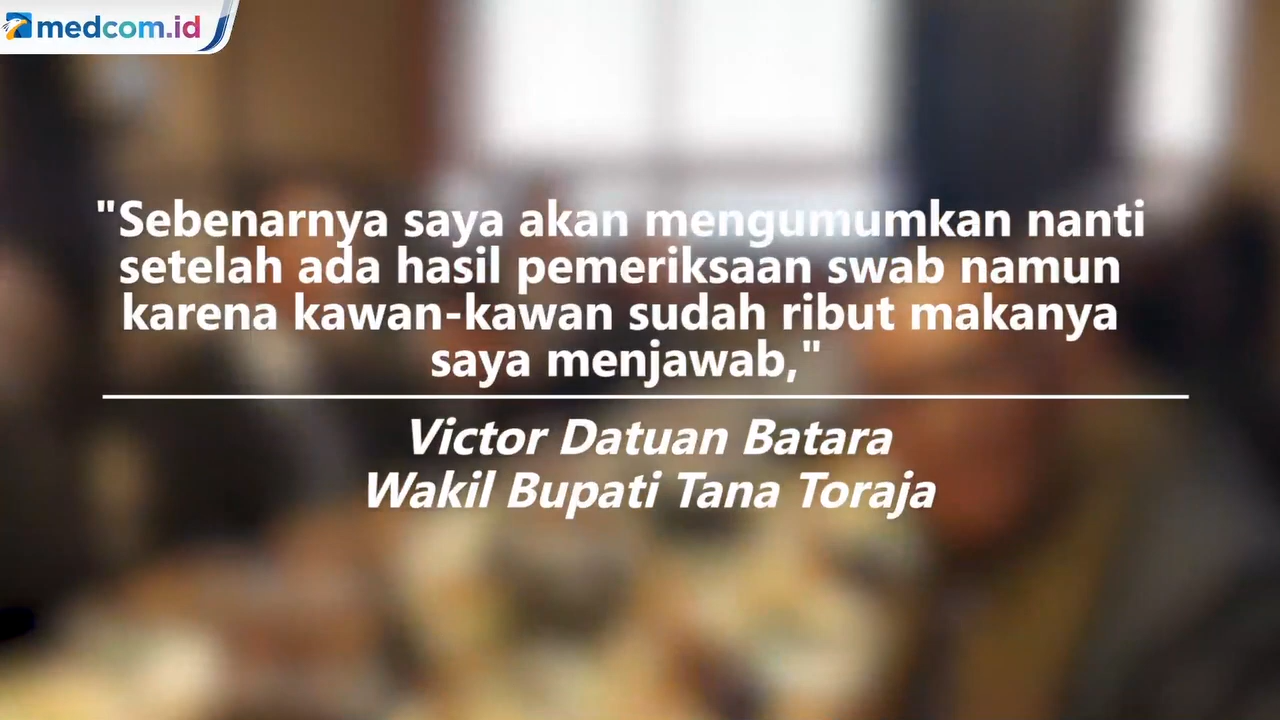 medcom.id
"Sebenarnya saya akan mengumumkan nanti
setelah ada hasil pemeriksaan swab namun
karena kawan-kawan sudah ribut makanya
saya menjawab,"
Victor Datuan Batara
Wakil Bupati Tana Toraja